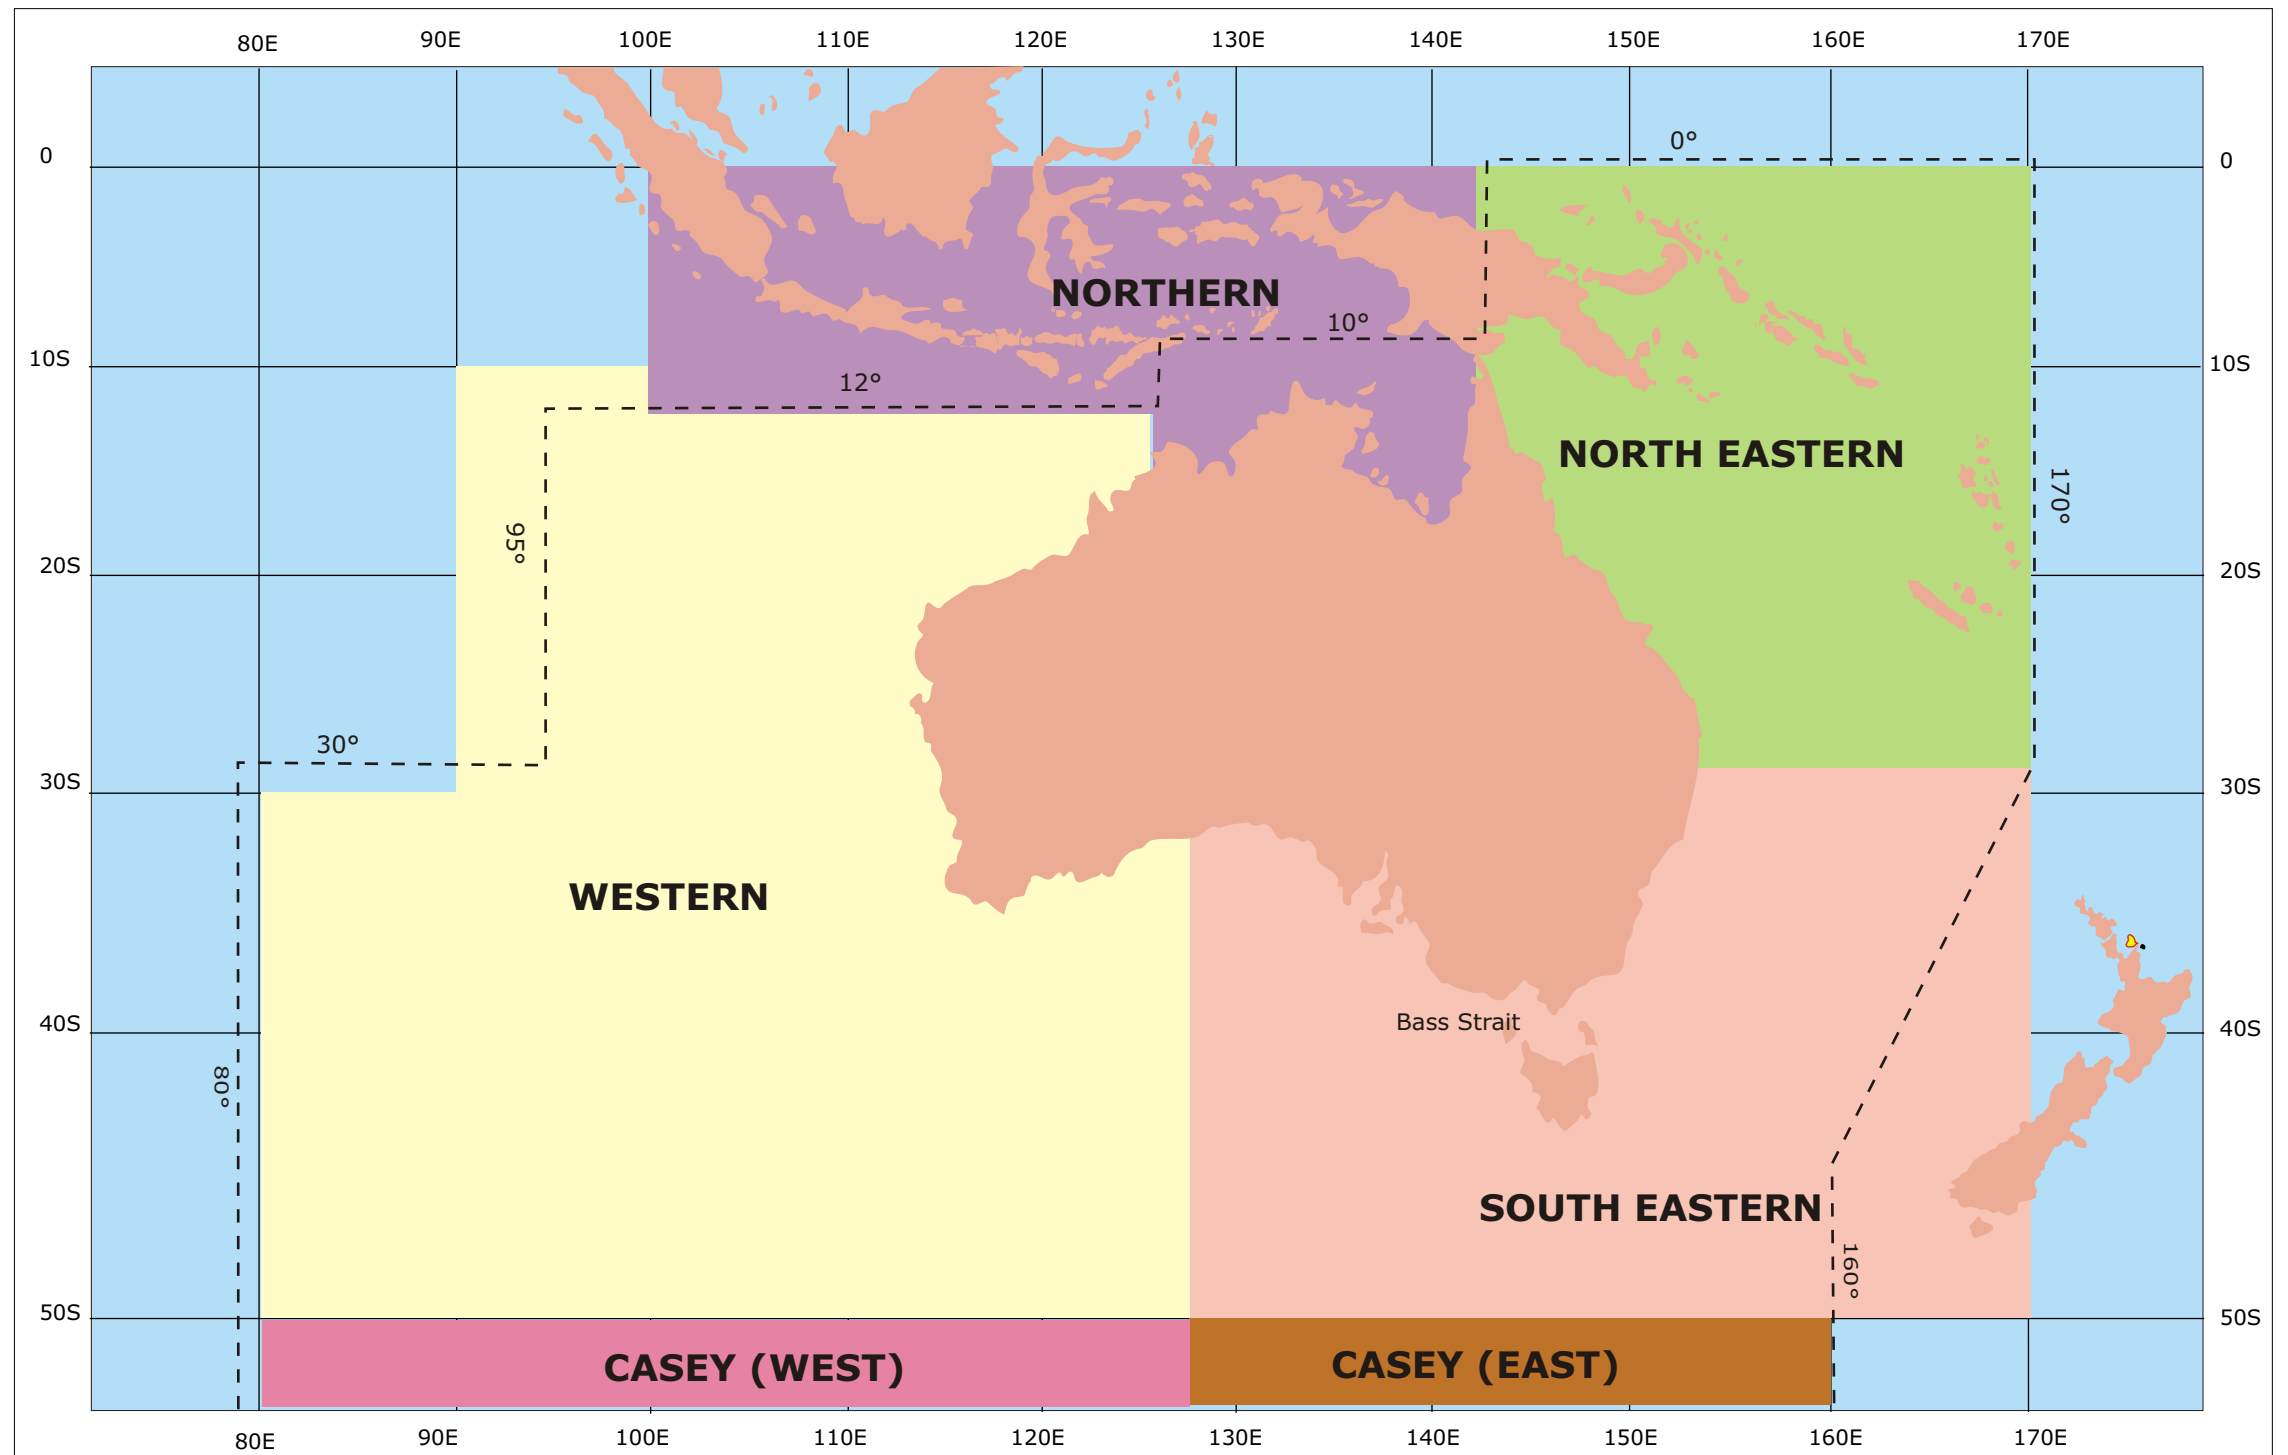 80E 90E 100E 110E 120E 130E 140E 150E 160E 170E
0° 
0 0
NORTHERN
10°
10S 10S
12°
NORTH EASTERN
170°
95°
20S 20S
30°
30S 30S
WESTERN
Bass Strait
40S 40S
80°
SOUTH EASTERN
160°
50S 50S
CASEY (WEST) CASEY (EAST)
80E 90E 100E 110E 120E 130E 140E 150E 160E 170E